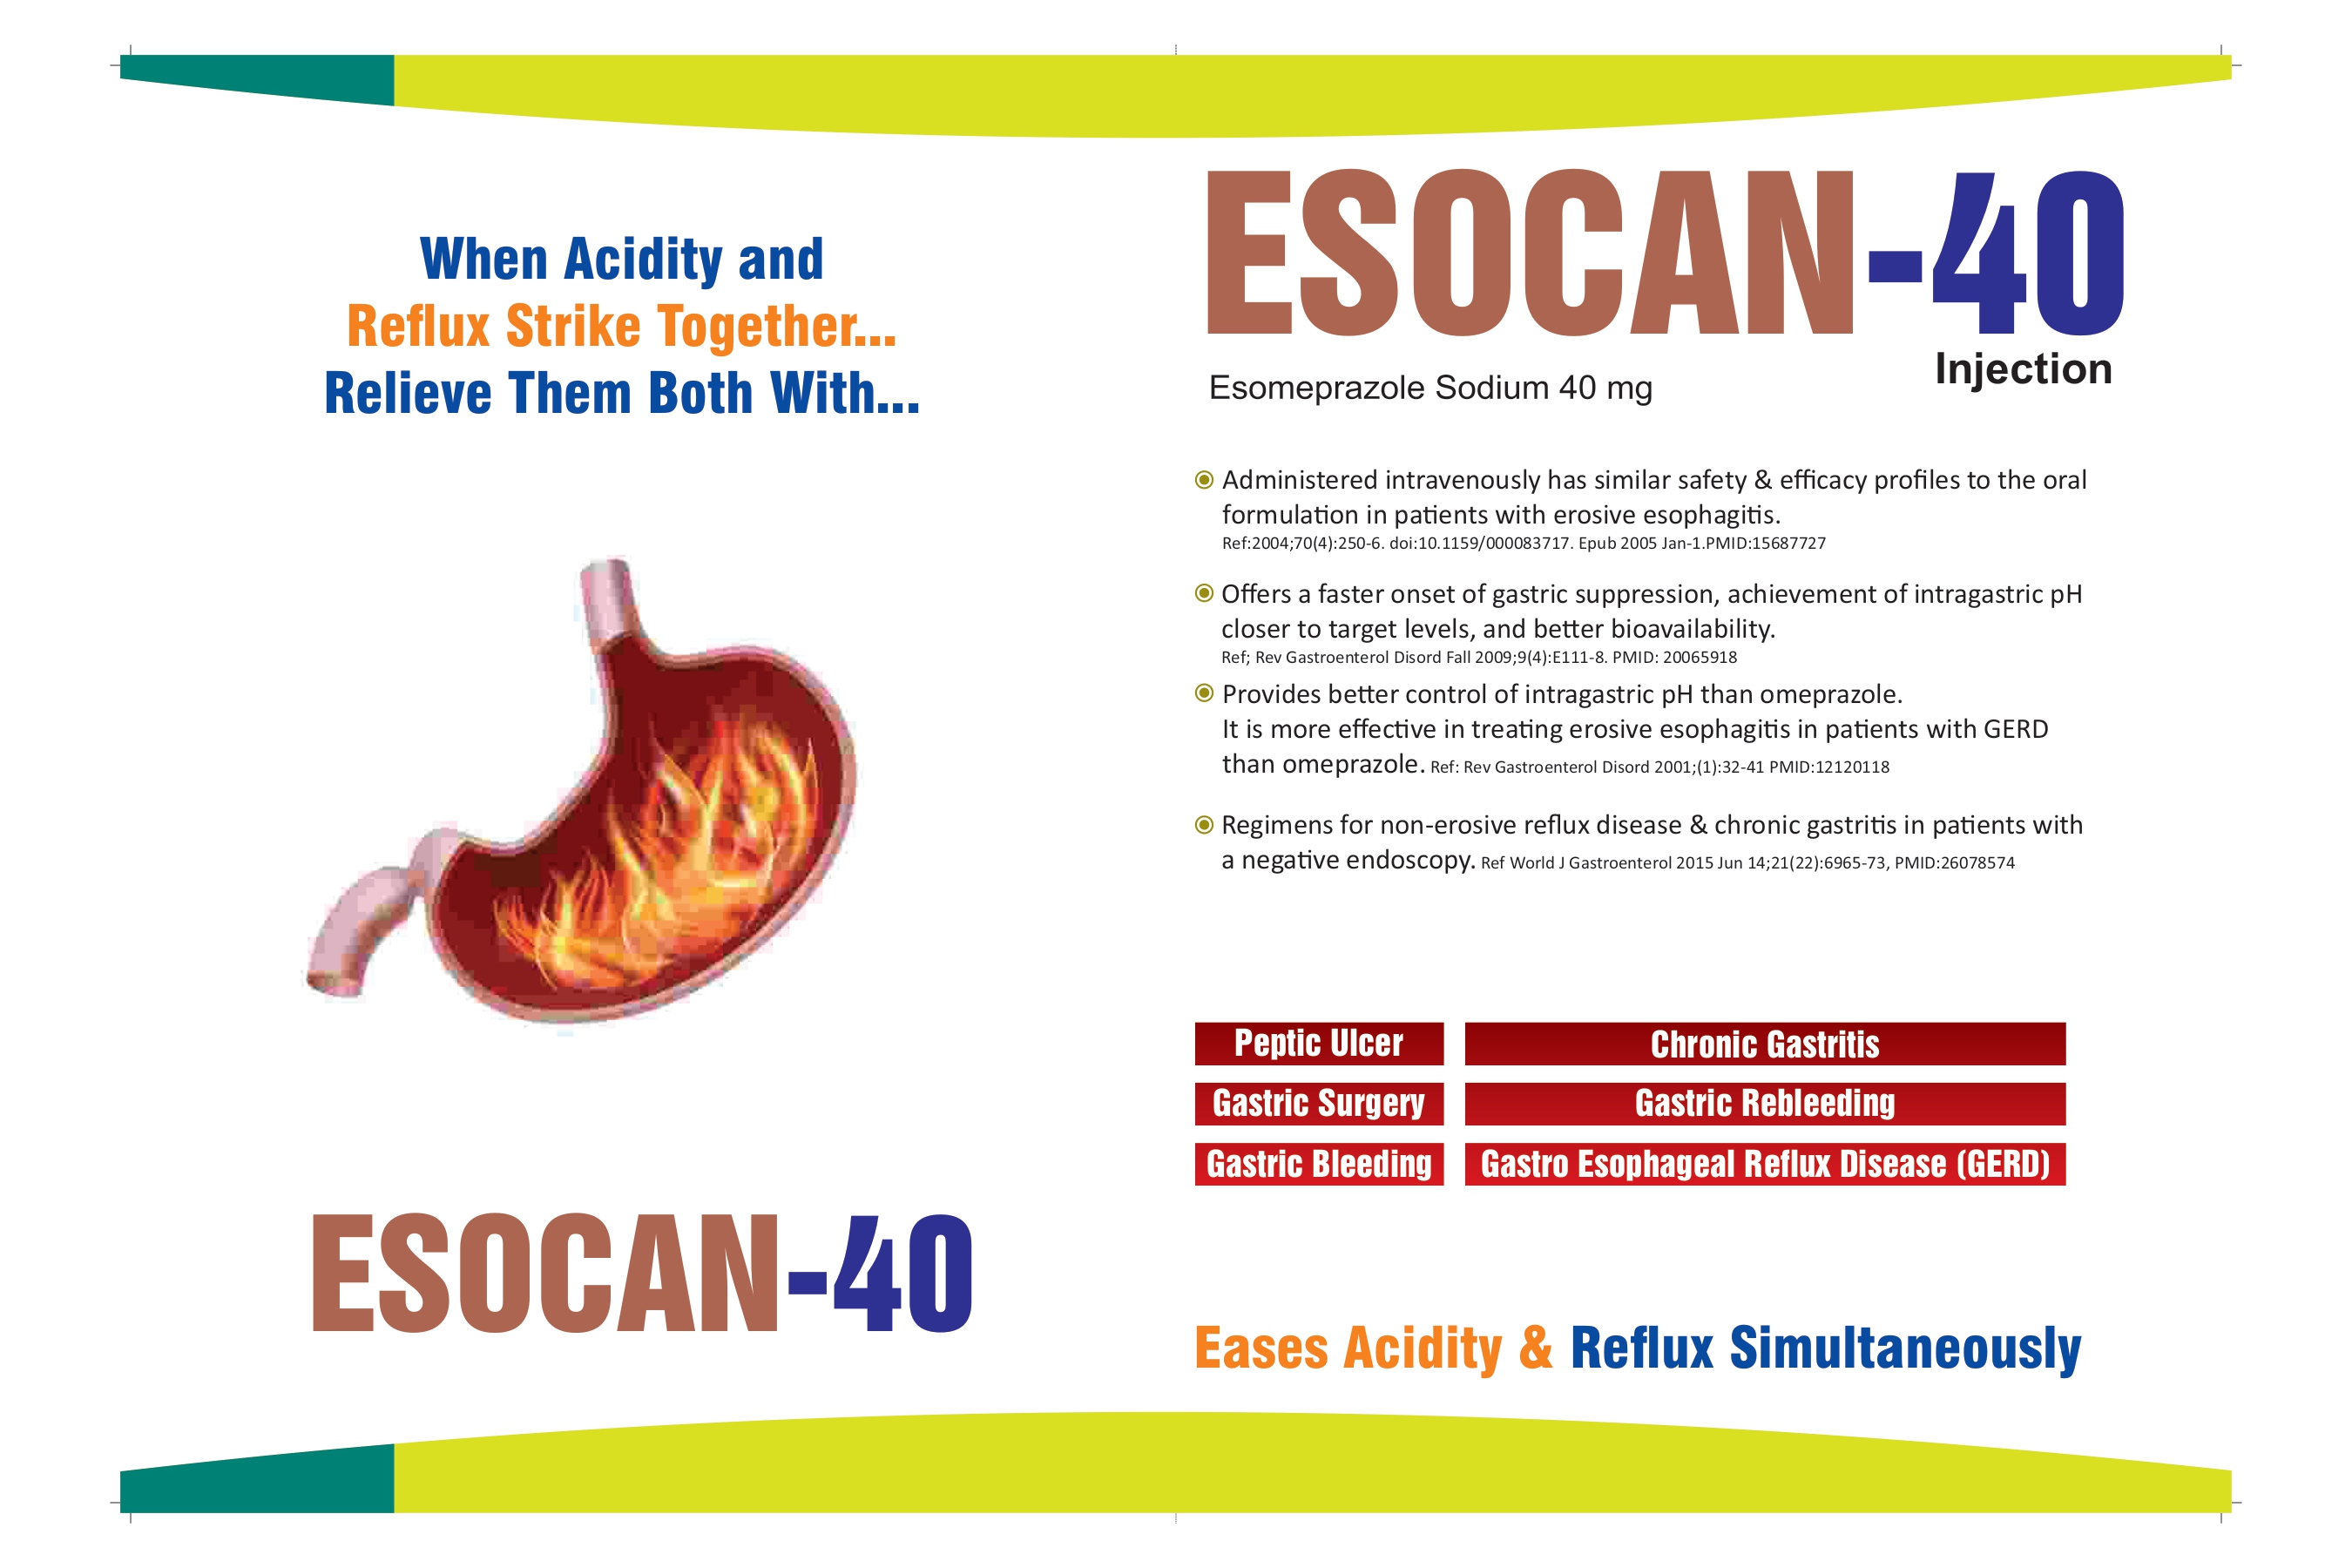 When Acidity and
Reflux Strike Together...
Relieve Them Both With...
ESOCAN-40
ESOCAN-40
Injection
Esomeprazole Sodium 40 mg
Administered intravenously has similar safety & efficacy profiles to the oral
formulation in patients with erosive esophagitis.
Ref:2004;70(4):250-6. doi:10.1159/000083717. Epub 2005 Jan-1.PMID:15687727
Offers a faster onset of gastric suppression, achievement of intragastric pH
closer to target levels, and better bioavailability.
Ref; Rev Gastroenterol Disord Fall 2009;9(4):E111-8. PMID: 20065918
Provides better control of intragastric pH than omeprazole.
It is more effective in treating erosive esophagitis in patients with GERD
than omeprazole. Ref: Rev Gastroenterol Disord 2001;(1):32-41 PMID:12120118
Regimens for non-erosive reflux disease & chronic gastritis in patients with
a negative endoscopy. Ref World J Gastroenterol 2015 Jun 14;21(22):6965-73, PMID:26078574
Peptic Ulcer
Chronic Gastritis
Gastric Surgery
Gastric Rebleeding
Gastric Bleeding
Gastro Esophageal Reflux Disease (GERD)
Eases Acidity & Reflux Simultaneously